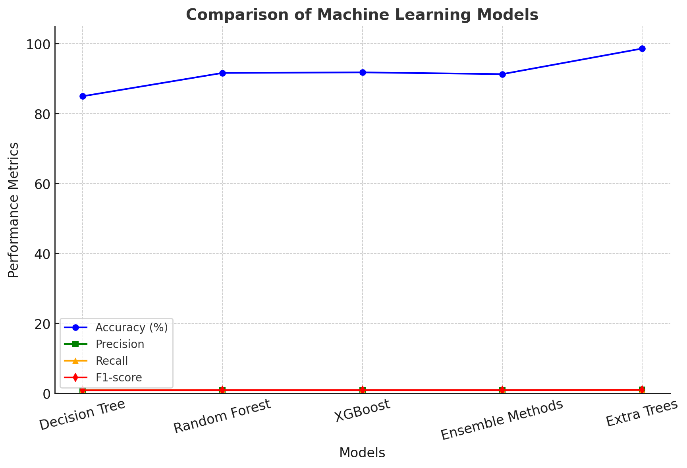 Comparison of Machine Learning Models
Performance Metrics
100
80
60
40
20
0
Accuracy (%)
Precision
Recall
F1-score
Decision Tree
Random Forest
XGBoost
Ensemble Methods
Extra Trees
Models